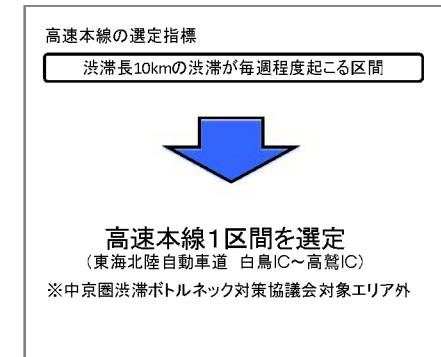 高速本線の選定指標
渋滞長10kmの渋滞が毎週程度起こる区間
高速本線1区間を選定
(東海北陸自動車道 白鳥IC～高鷲IC)
※中京圏渋滞ボトルネック対策協議会対象エリア外